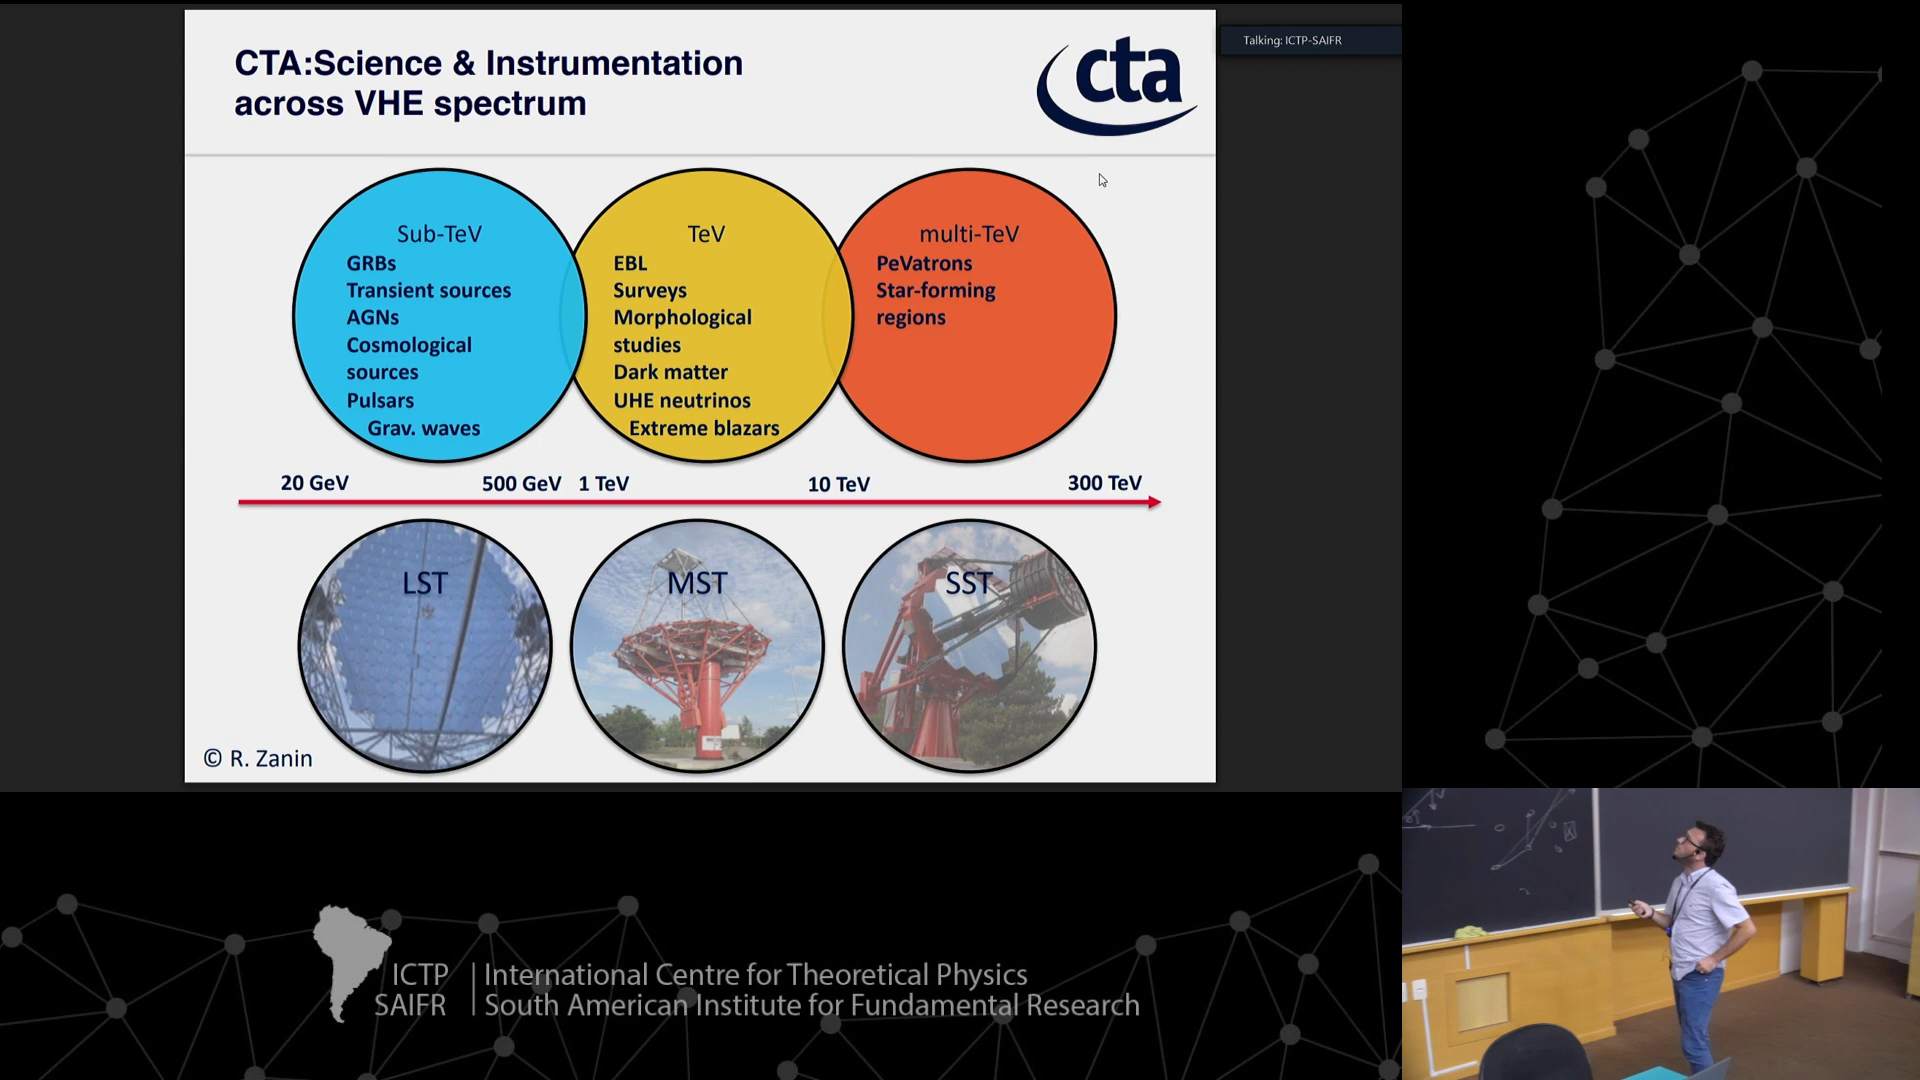 Talking: ICTP-SAIFR
CTA:Science & Instrumentation
across VHE spectrum
cta
Sub-TeV
GRBs
Transient sources
AGNs
Cosmological
sources
Pulsars
Grav. waves
TeV
EBL
Surveys
Morphological
studies
Dark matter
UHE neutrinos
Extreme blazars
multi-TeV
PeVatrons
Star-forming
regions
20 GeV 500 GeV 1 TeV 10 TeV 300 TeV
LST
MST
SST
© R. Zanin
ICTP
SAIFR
International Centre for Theoretical Physics
South American Institute for Fundamental Research